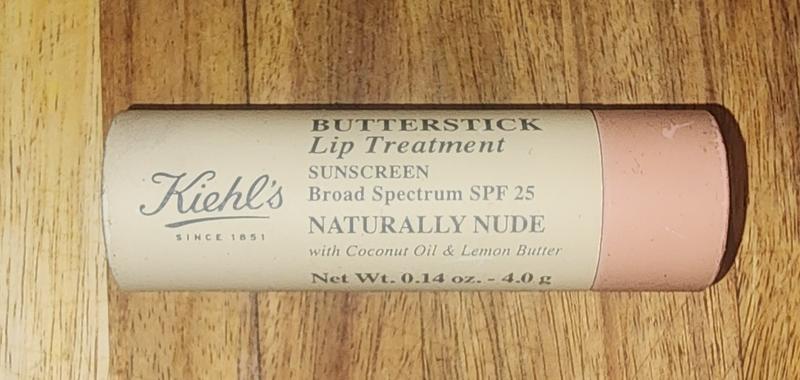 Kiehl's
SINCE 1851
BUTTERSTICK
Lip Treatment
SUNSCREEN
Broad Spectrum SPF 25
NATURALLY NUDE
with Coconut Oil & Lemon Butter
Net Wt. 0.14 oz. - 4.0 g